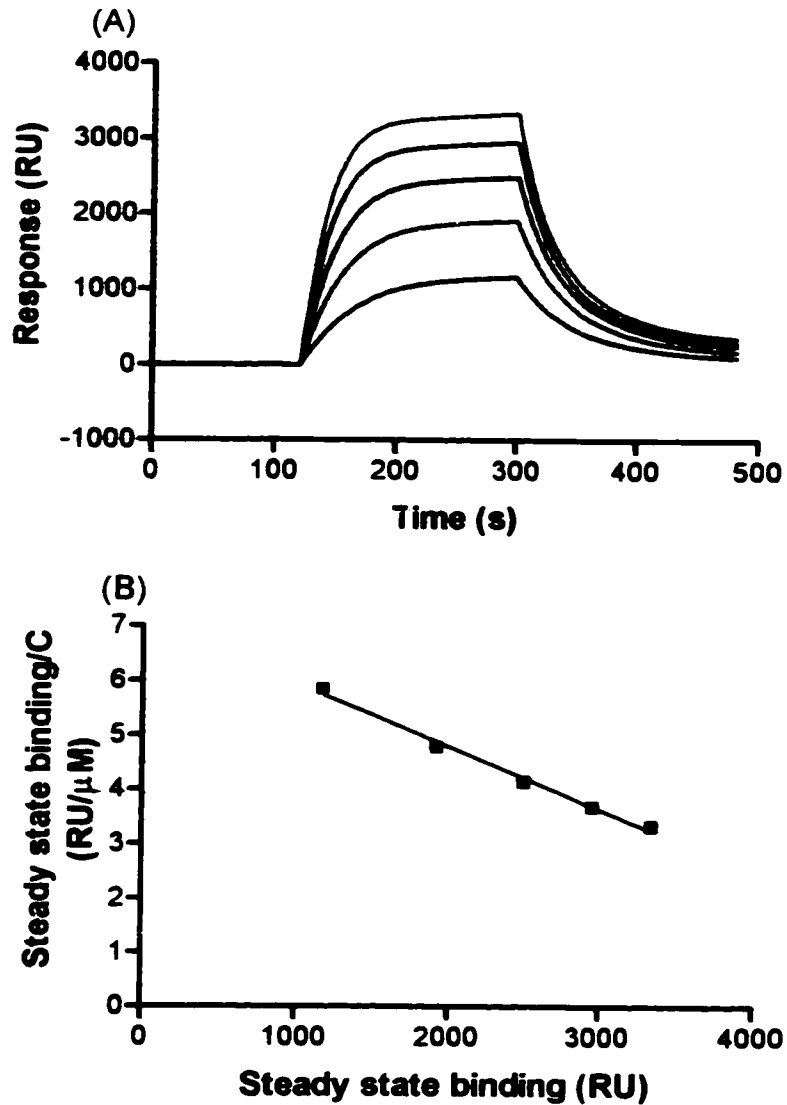 (A)
Response (RU)
4000
3000
2000
1000
0
-1000
0 100 200 300 400 500
Time (s)
(B)
Steady state binding/C
(RU/μM)
7
6
5
4
3
2
1
0
0 1000 2000 3000 4000
Steady state binding (RU)